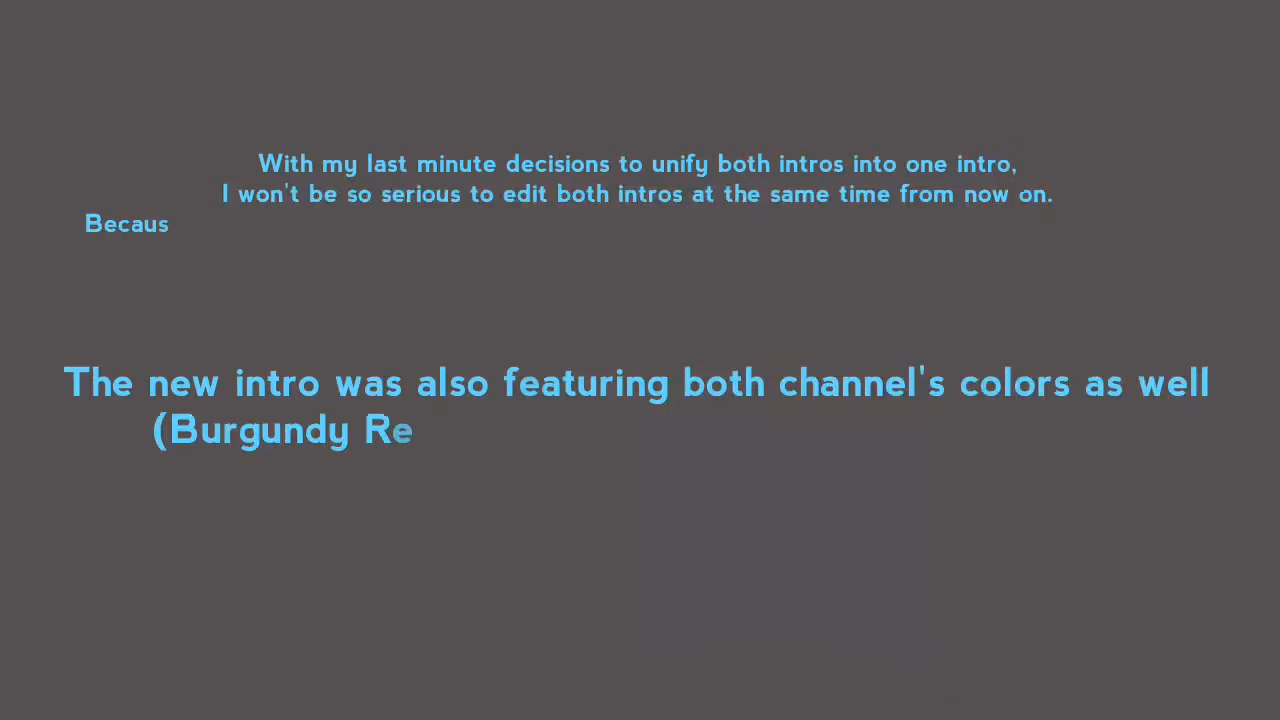 With my last minute decisions to unify both intros into one intro,
I won't be so serious to edit both intros at the same time from now on.
Becaus
The new intro was also featuring both channel's colors as well
(Burgundy Re